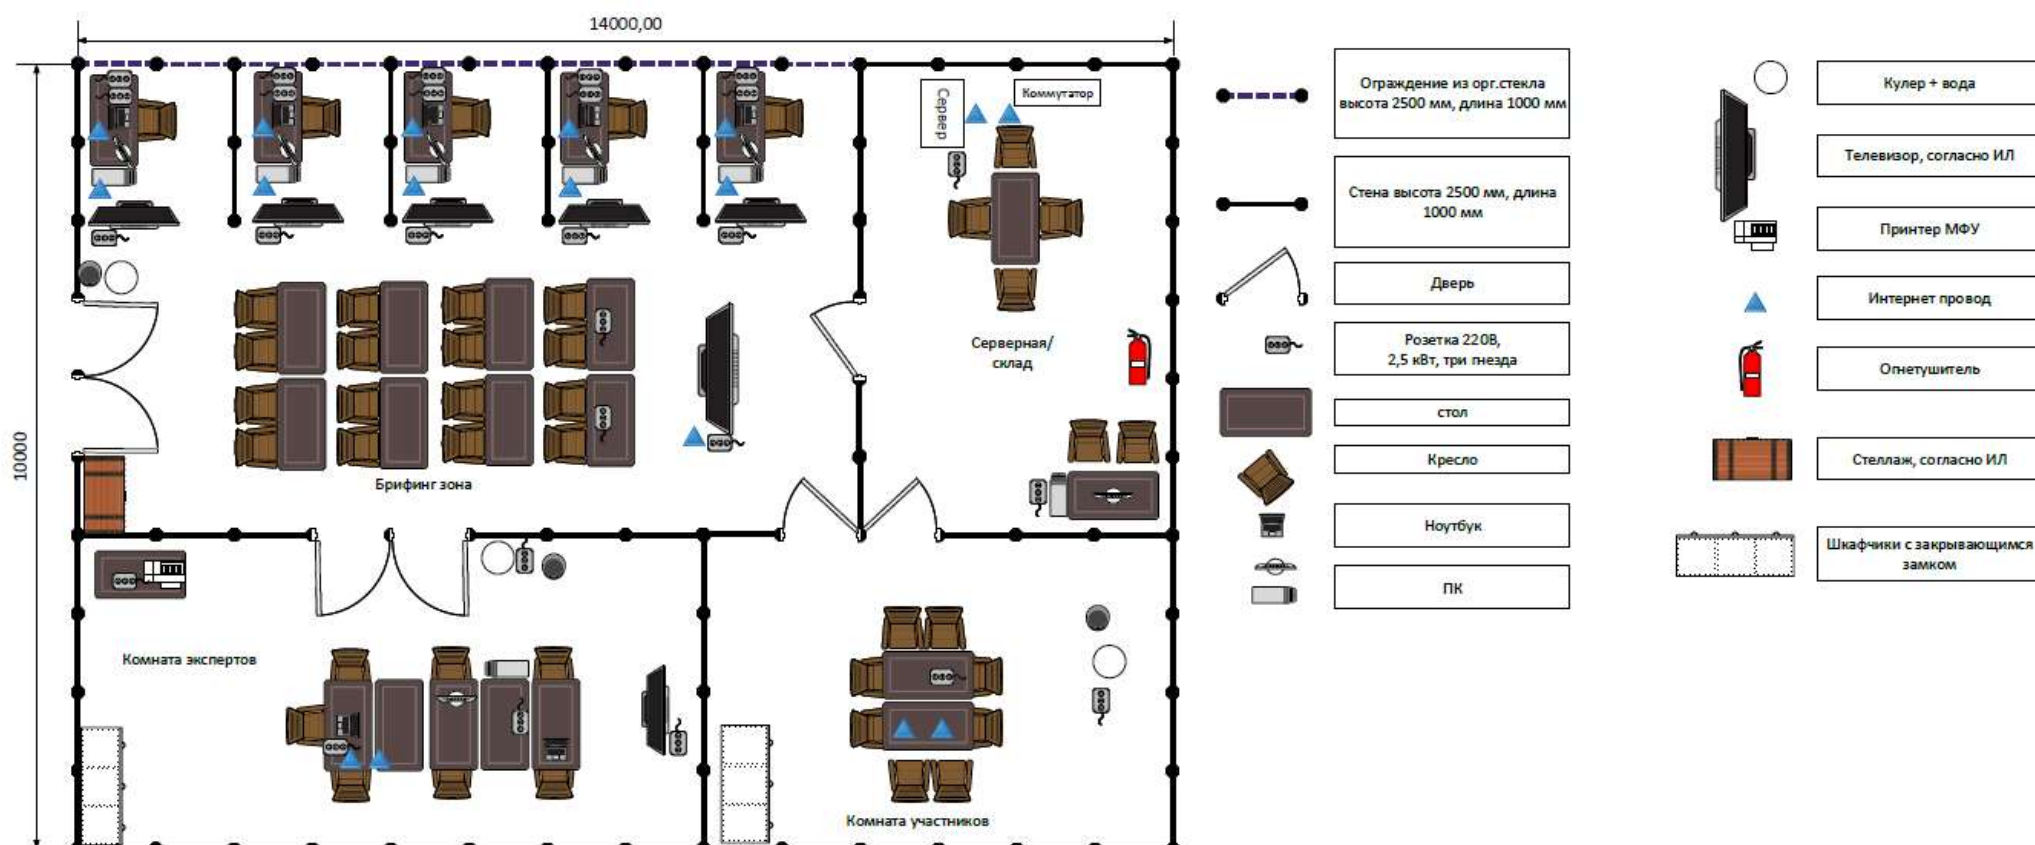 14000,00
10000
Сервер
Коммутатор
Серверная/
склад
Брифинг зона
Комната экспертов
Комната участников
Ограждение из орг.стекла
высота 2500 мм, длина 1000 мм
Стена высота 2500 мм, длина
1000 мм
Дверь
Розетка 220В,
2,5 кВт, три гнезда
стол
Кресло
Ноутбук
ПК
Кулер + вода
Телевизор, согласно ИЛ
Принтер МФУ
Интернет провод
Огнетушитель
Стеллаж, согласно ИЛ
Шкафчики с закрывающимся
замком